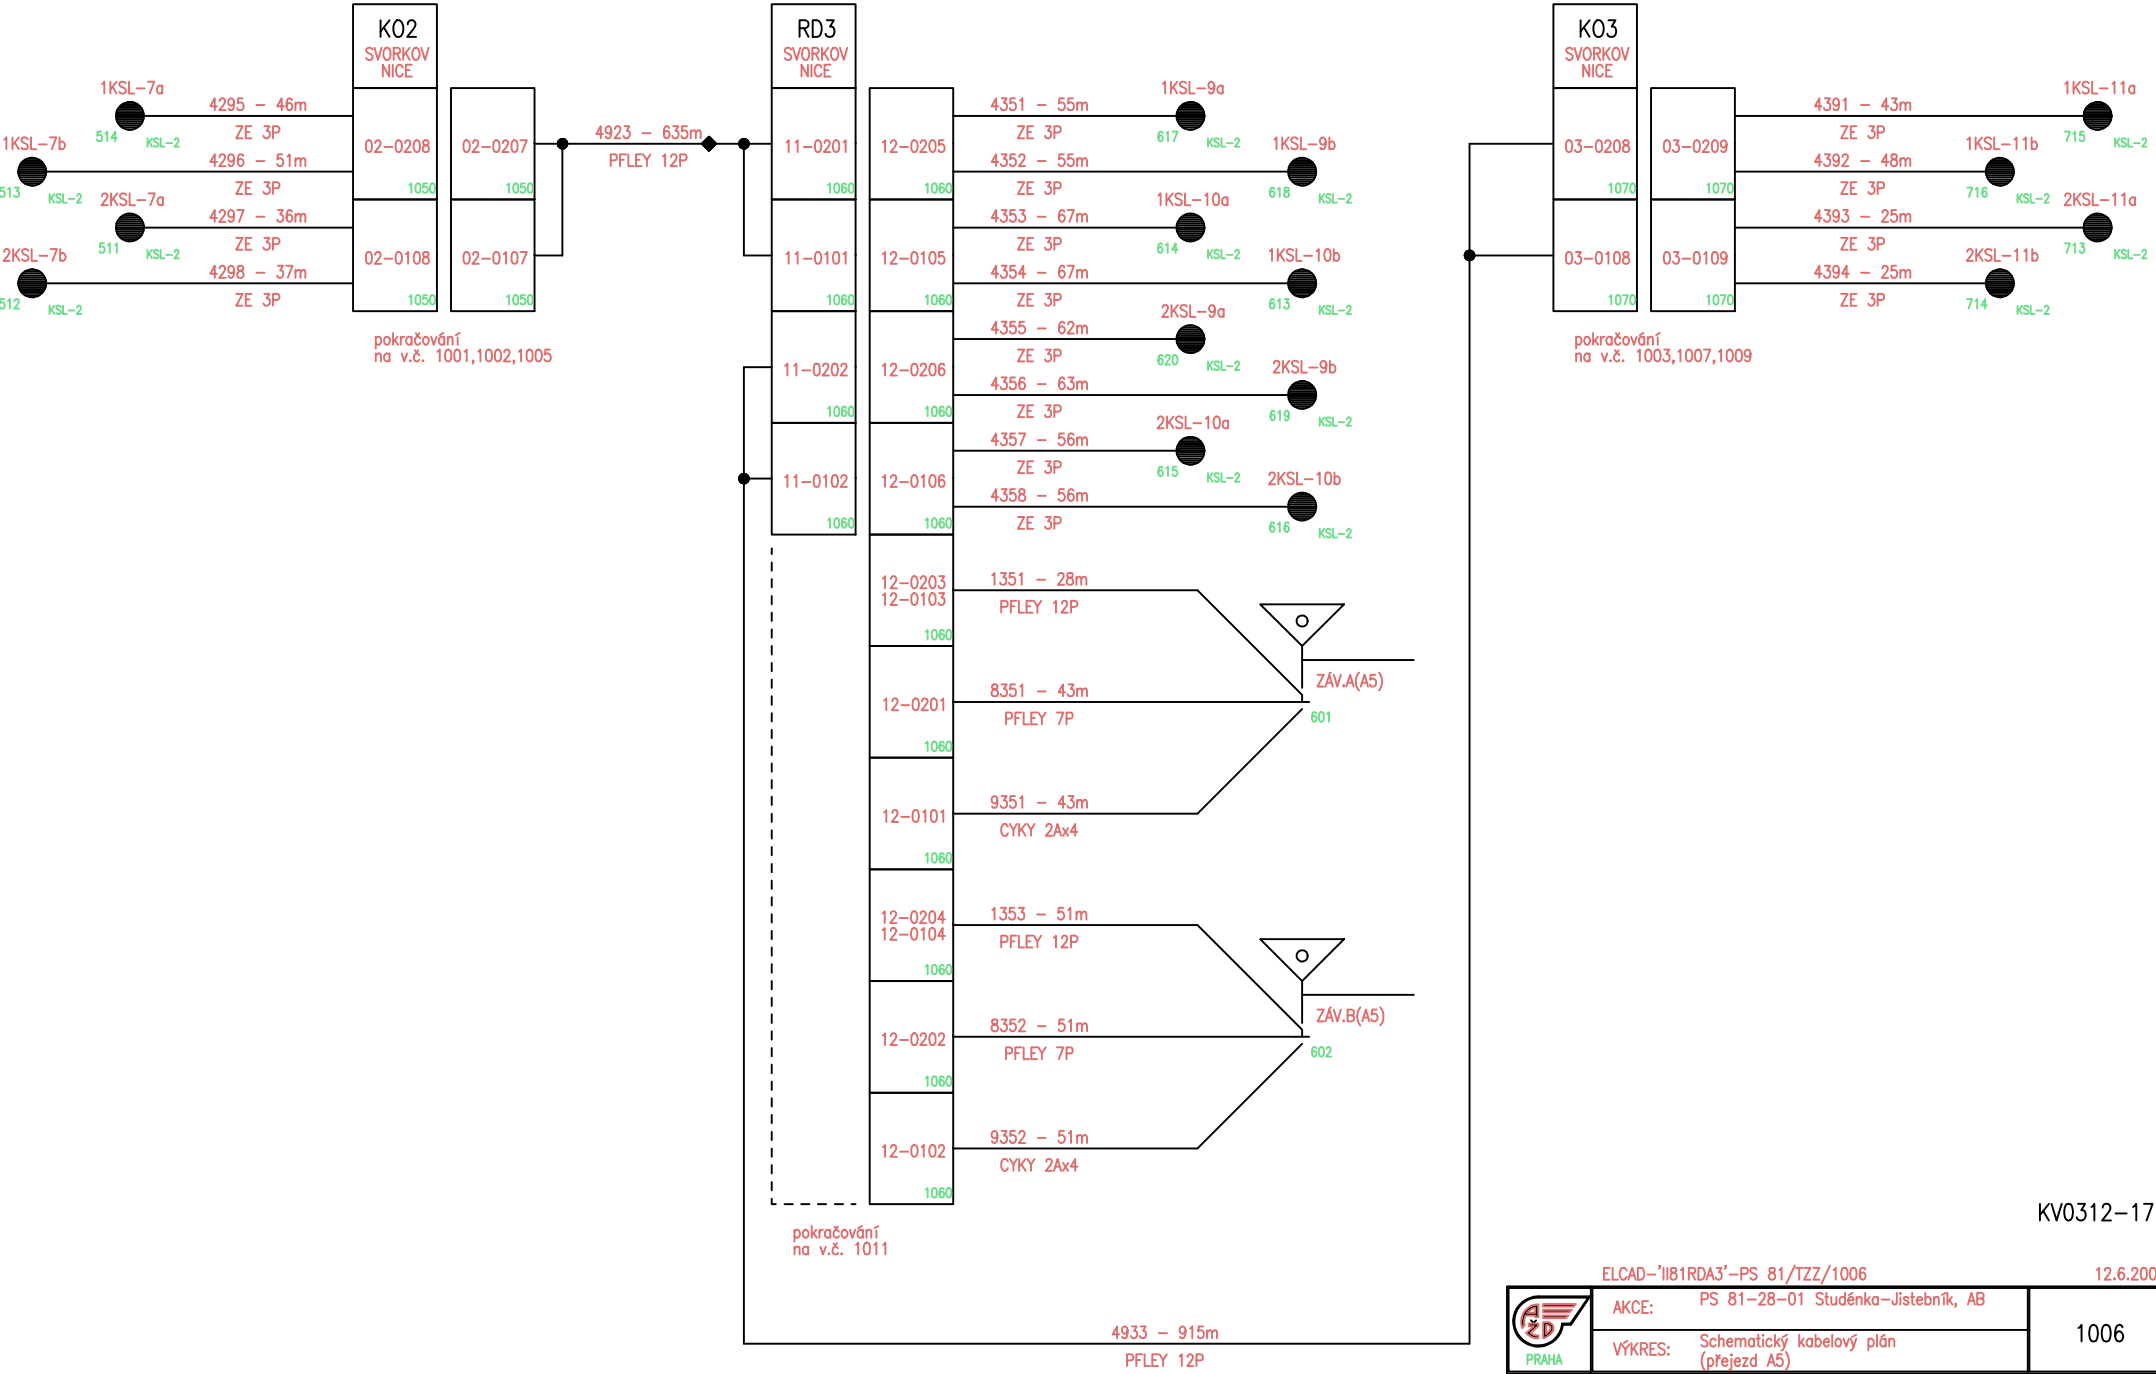 K02
SVORKOV
NICE
1KSL-7a
514
KSL-2
4295 - 46m
ZE 3P
1KSL-7b
513
KSL-2
4296 - 51m
ZE 3P
2KSL-7a
511
KSL-2
4297 - 36m
ZE 3P
2KSL-7b
512
KSL-2
4298 - 37m
ZE 3P
02-0208
1050
02-0108
1050
02-0207
1050
02-0107
1050
pokračování
na v.č. 1001,1002,1005
4923 - 635m
PFLEY 12P
RD3
SVORKOV
NICE
11-0201
1060
11-0101
1060
11-0202
1060
11-0102
1060
12-0205
1060
12-0105
1060
12-0206
1060
12-0106
1060
12-0203
12-0103
1060
12-0201
1060
12-0101
1060
12-0204
12-0104
1060
12-0202
1060
12-0102
1060
pokračování
na v.č. 1011
4351 - 55m
ZE 3P
1KSL-9a
617
KSL-2
4352 - 55m
ZE 3P
1KSL-9b
618
KSL-2
4353 - 67m
ZE 3P
1KSL-10a
614
KSL-2
4354 - 67m
ZE 3P
1KSL-10b
613
KSL-2
4355 - 62m
ZE 3P
2KSL-9a
620
KSL-2
4356 - 63m
ZE 3P
2KSL-9b
619
KSL-2
4357 - 56m
ZE 3P
2KSL-10a
615
KSL-2
4358 - 56m
ZE 3P
2KSL-10b
616
KSL-2
1351 - 28m
PFLEY 12P
8351 - 43m
PFLEY 7P
9351 - 43m
CYKY 2Ax4
ZÁV.A(A5)
601
1353 - 51m
PFLEY 12P
8352 - 51m
PFLEY 7P
9352 - 51m
CYKY 2Ax4
ZÁV.B(A5)
602
4933 - 915m
PFLEY 12P
K03
SVORKOV
NICE
03-0208
1070
03-0108
1070
03-0209
1070
03-0109
1070
pokračování
na v.č. 1003,1007,1009
4391 - 43m
ZE 3P
1KSL-11a
715
KSL-2
4392 - 48m
ZE 3P
1KSL-11b
716
KSL-2
4393 - 25m
ZE 3P
2KSL-11a
713
KSL-2
4394 - 25m
ZE 3P
2KSL-11b
714
KSL-2
KV0312-17
ELCAD-'II81RDA3'-PS 81/TZZ/1006
12.6.200
AŽD
PRAHA
AKCE:
PS 81-28-01 Studénka-Jistebník, AB
VÝKRES:
Schematický kabelový plán
(přejezd A5)
1006